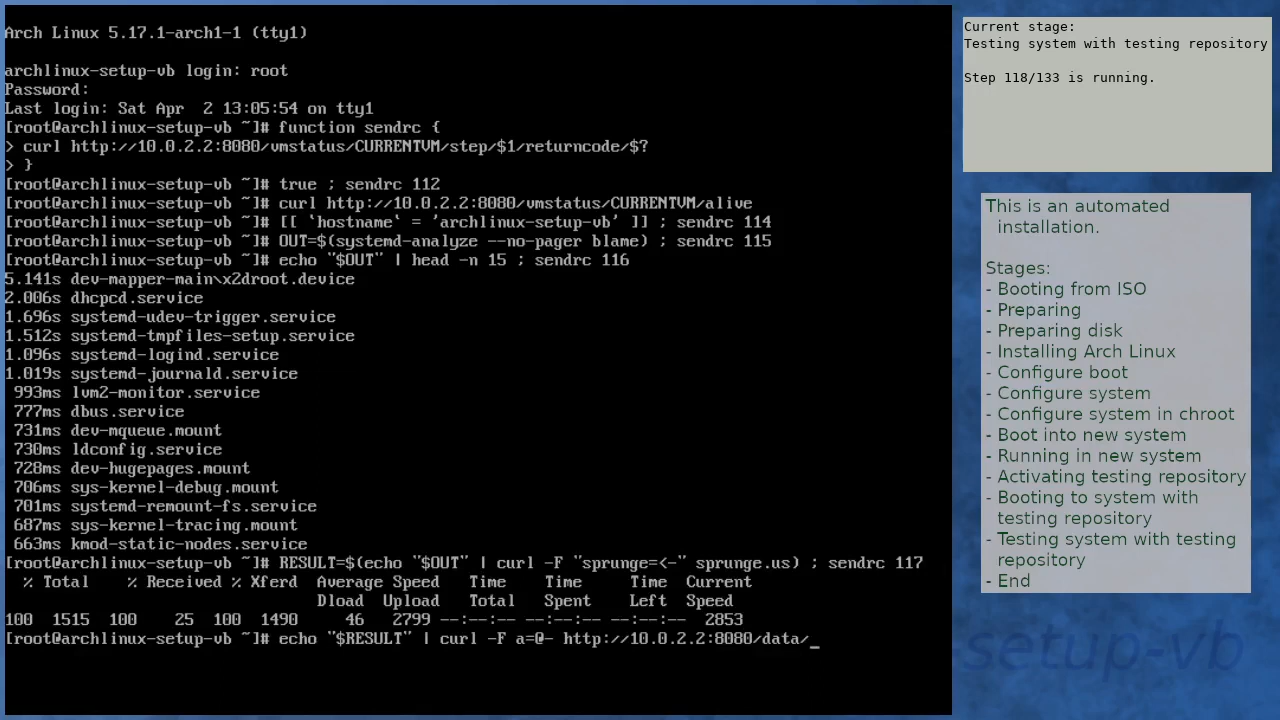 Arch Linux 5.17.1-arch1-1 (tty1)
archlinux-setup-vb login: root
Password:
Last login: Sat Apr  2 13:05:54 on tty1
[root@archlinux-setup-vb ~]# function sendrc {
> curl http://10.0.2.2:8080/vmstatus/CURRENTVM/step/$1/returncode/$?
> }
[root@archlinux-setup-vb ~]# true ; sendrc 112
[root@archlinux-setup-vb ~]# curl http://10.0.2.2:8080/vmstatus/CURRENTVM/alive
[root@archlinux-setup-vb ~]# [[ `hostname` = 'archlinux-setup-vb' ]] ; sendrc 114
[root@archlinux-setup-vb ~]# OUT=$(systemd-analyze --no-pager blame) ; sendrc 115
[root@archlinux-setup-vb ~]# echo "$OUT" | head -n 15 ; sendrc 116
5.141s dev-mapper-main\x2droot.device
2.006s dhcpcd.service
1.696s systemd-udev-trigger.service
1.512s systemd-tmpfiles-setup.service
1.096s systemd-logind.service
1.019s systemd-journald.service
993ms lvm2-monitor.service
777ms dbus.service
731ms dev-mqueue.mount
730ms ldconfig.service
728ms dev-hugepages.mount
706ms sys-kernel-debug.mount
701ms systemd-remount-fs.service
687ms sys-kernel-tracing.mount
663ms kmod-static-nodes.service
[root@archlinux-setup-vb ~]# RESULT=$(echo "$OUT" | curl -F "sprunge=<-" sprunge.us) ; sendrc 117
% Total    % Received % Xferd  Average Speed   Time    Time     Time  Current
Dload  Upload   Total   Spent    Left  Speed
100  1515  100    25  100  1490     46   2799 --:--:-- --:--:-- --:--:--  2853
[root@archlinux-setup-vb ~]# echo "$RESULT" | curl -F a=@- http://10.0.2.2:8080/data/_
Current stage:
Testing system with testing repository
Step 118/133 is running.
This is an automated
installation.
Stages:
- Booting from ISO
- Preparing
- Preparing disk
- Installing Arch Linux
- Configure boot
- Configure system
- Configure system in chroot
- Boot into new system
- Running in new system
- Activating testing repository
- Booting to system with
testing repository
- Testing system with testing
repository
- End
-setup-vb